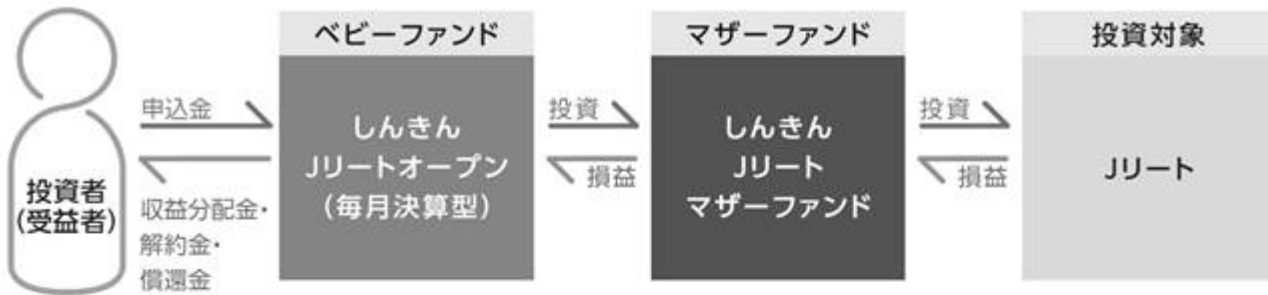 ベビーファンド
マザーファンド
投資対象
投資者
(受益者)
申込金
収益分配金・
解約金・
償還金
しんきん
Jリートオープン
(毎月決算型)
投資
損益
しんきん
Jリート
マザーファンド
投資
損益
Jリート